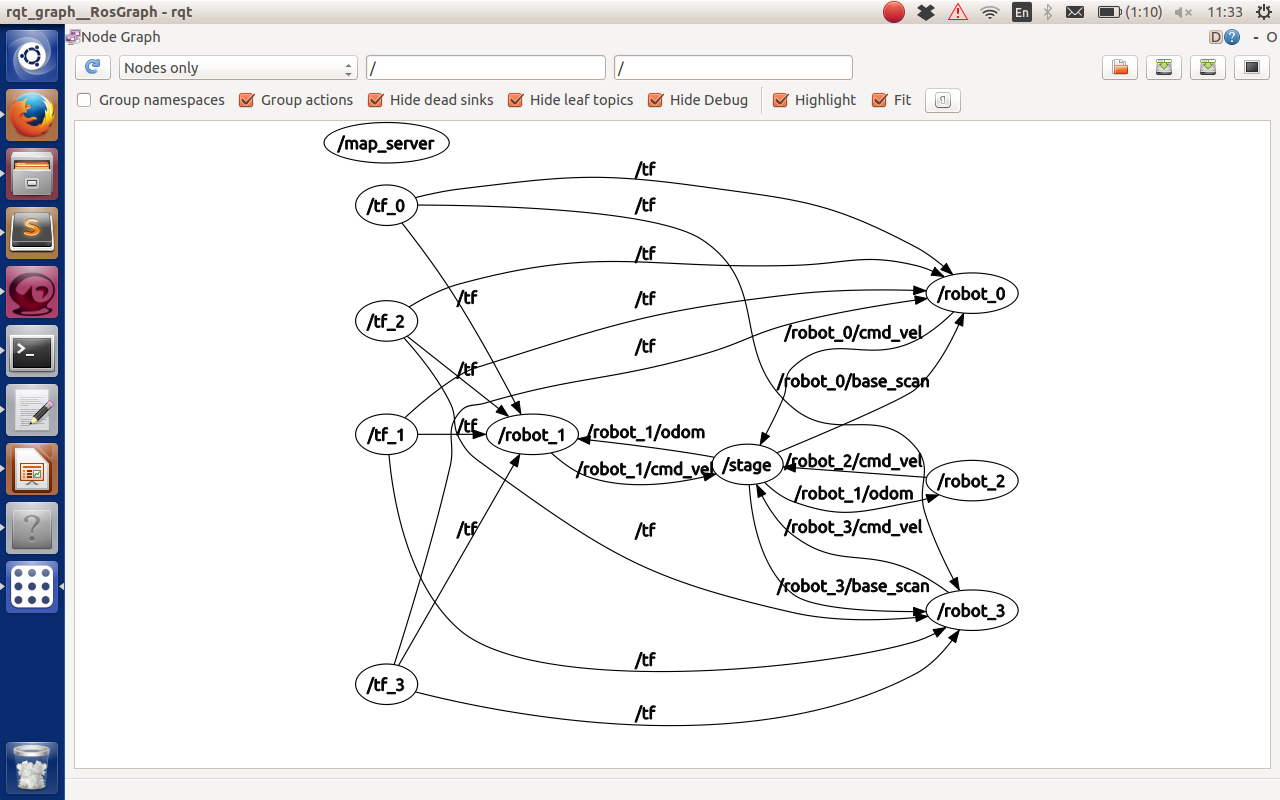 rqt_graph__RosGraph - rqt
En
(1:10)
11:33
Node Graph
D
?
- O
Nodes only
/
/
Group namespaces
Group actions
Hide dead sinks
Hide leaf topics
Hide Debug
Highlight
Fit
/map_server
/tf
/tf_0
/tf
/tf
/robot_0
/tf
/tf
/tf_2
/robot_0/cmd_vel
/tf
/tf
/robot_0/base_scan
/tf
/tf_1
/robot_1
/robot_1/odom
/stage
/robot_2/cmd_vel
/robot_1/cmd_vel
/robot_2
/robot_1/odom
/tf
/tf
/robot_3/cmd_vel
/robot_3/base_scan
/robot_3
/tf
/tf_3
/tf